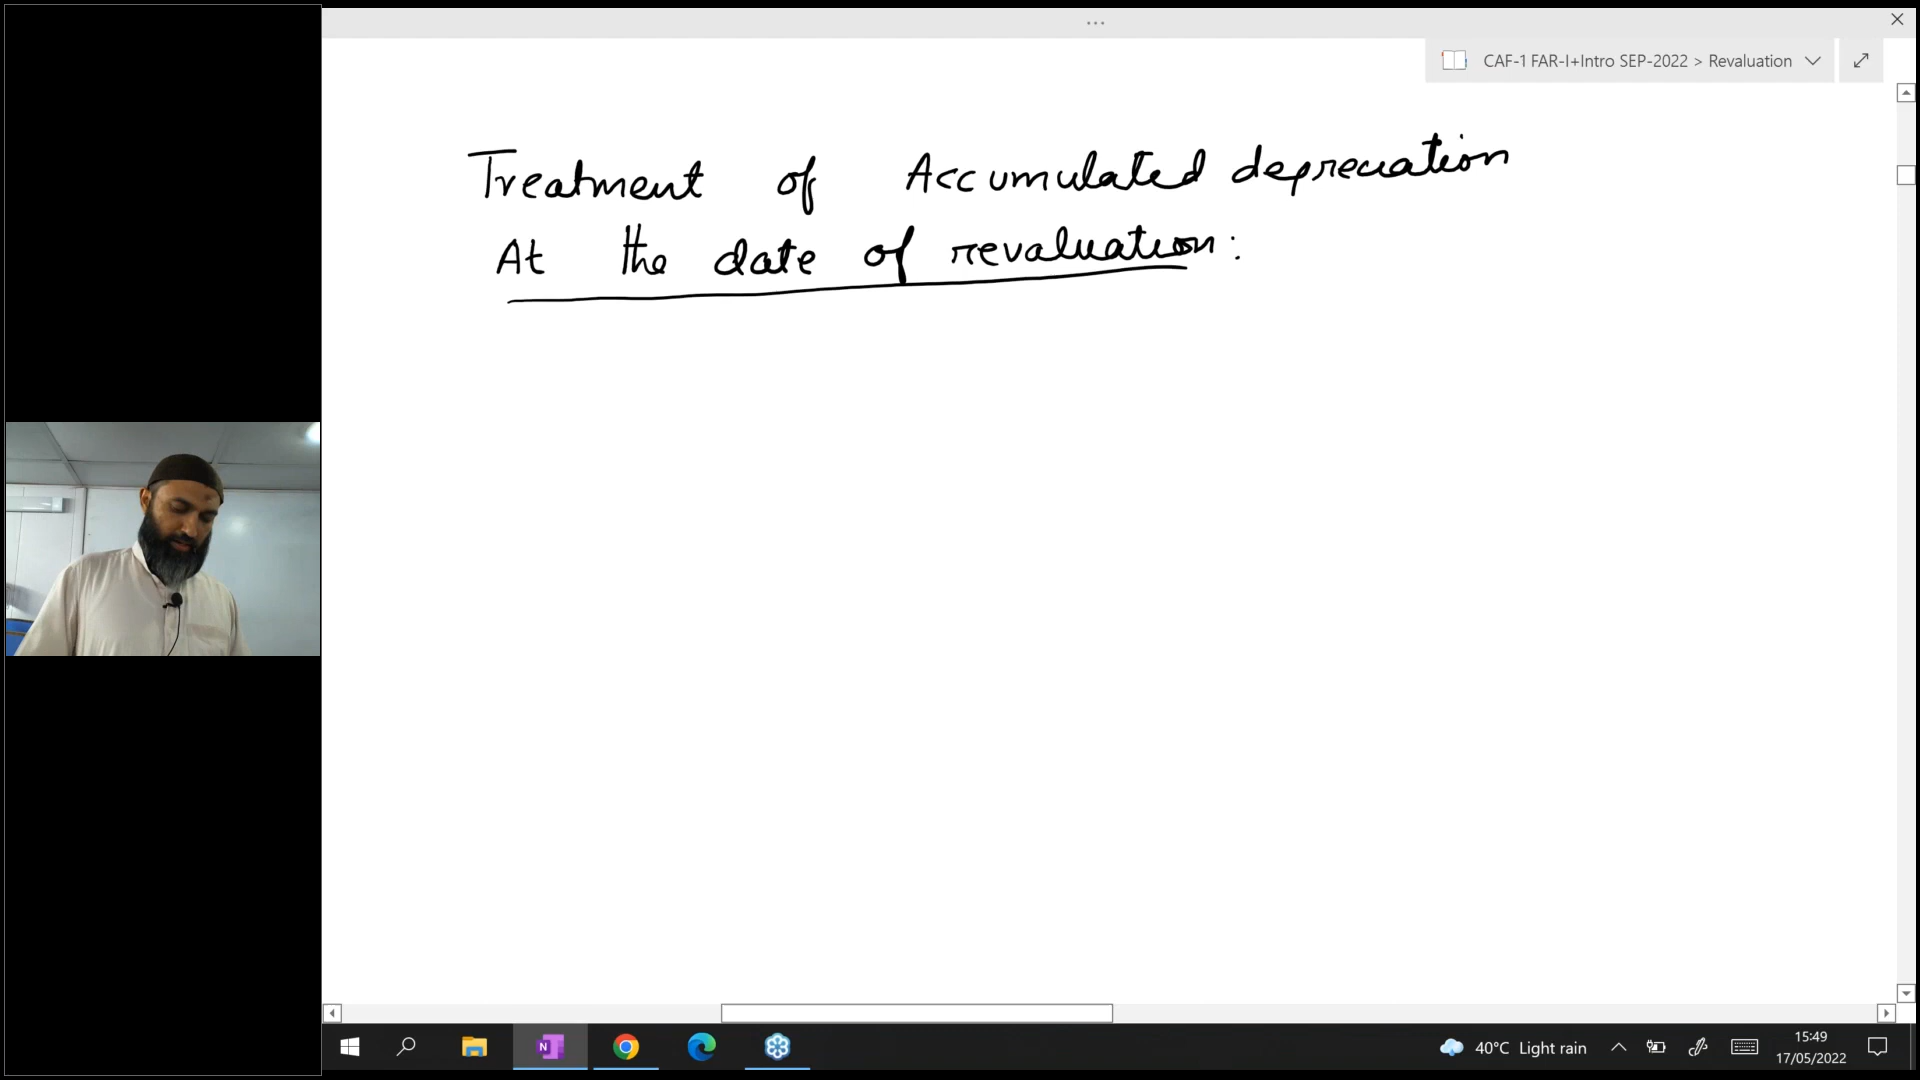 CAF-1 FAR-I+Intro SEP-2022 > Revaluation
Treatment of Accumulated depreciation
At the date of revaluation:
40°C Light rain
15:49
17/05/2022